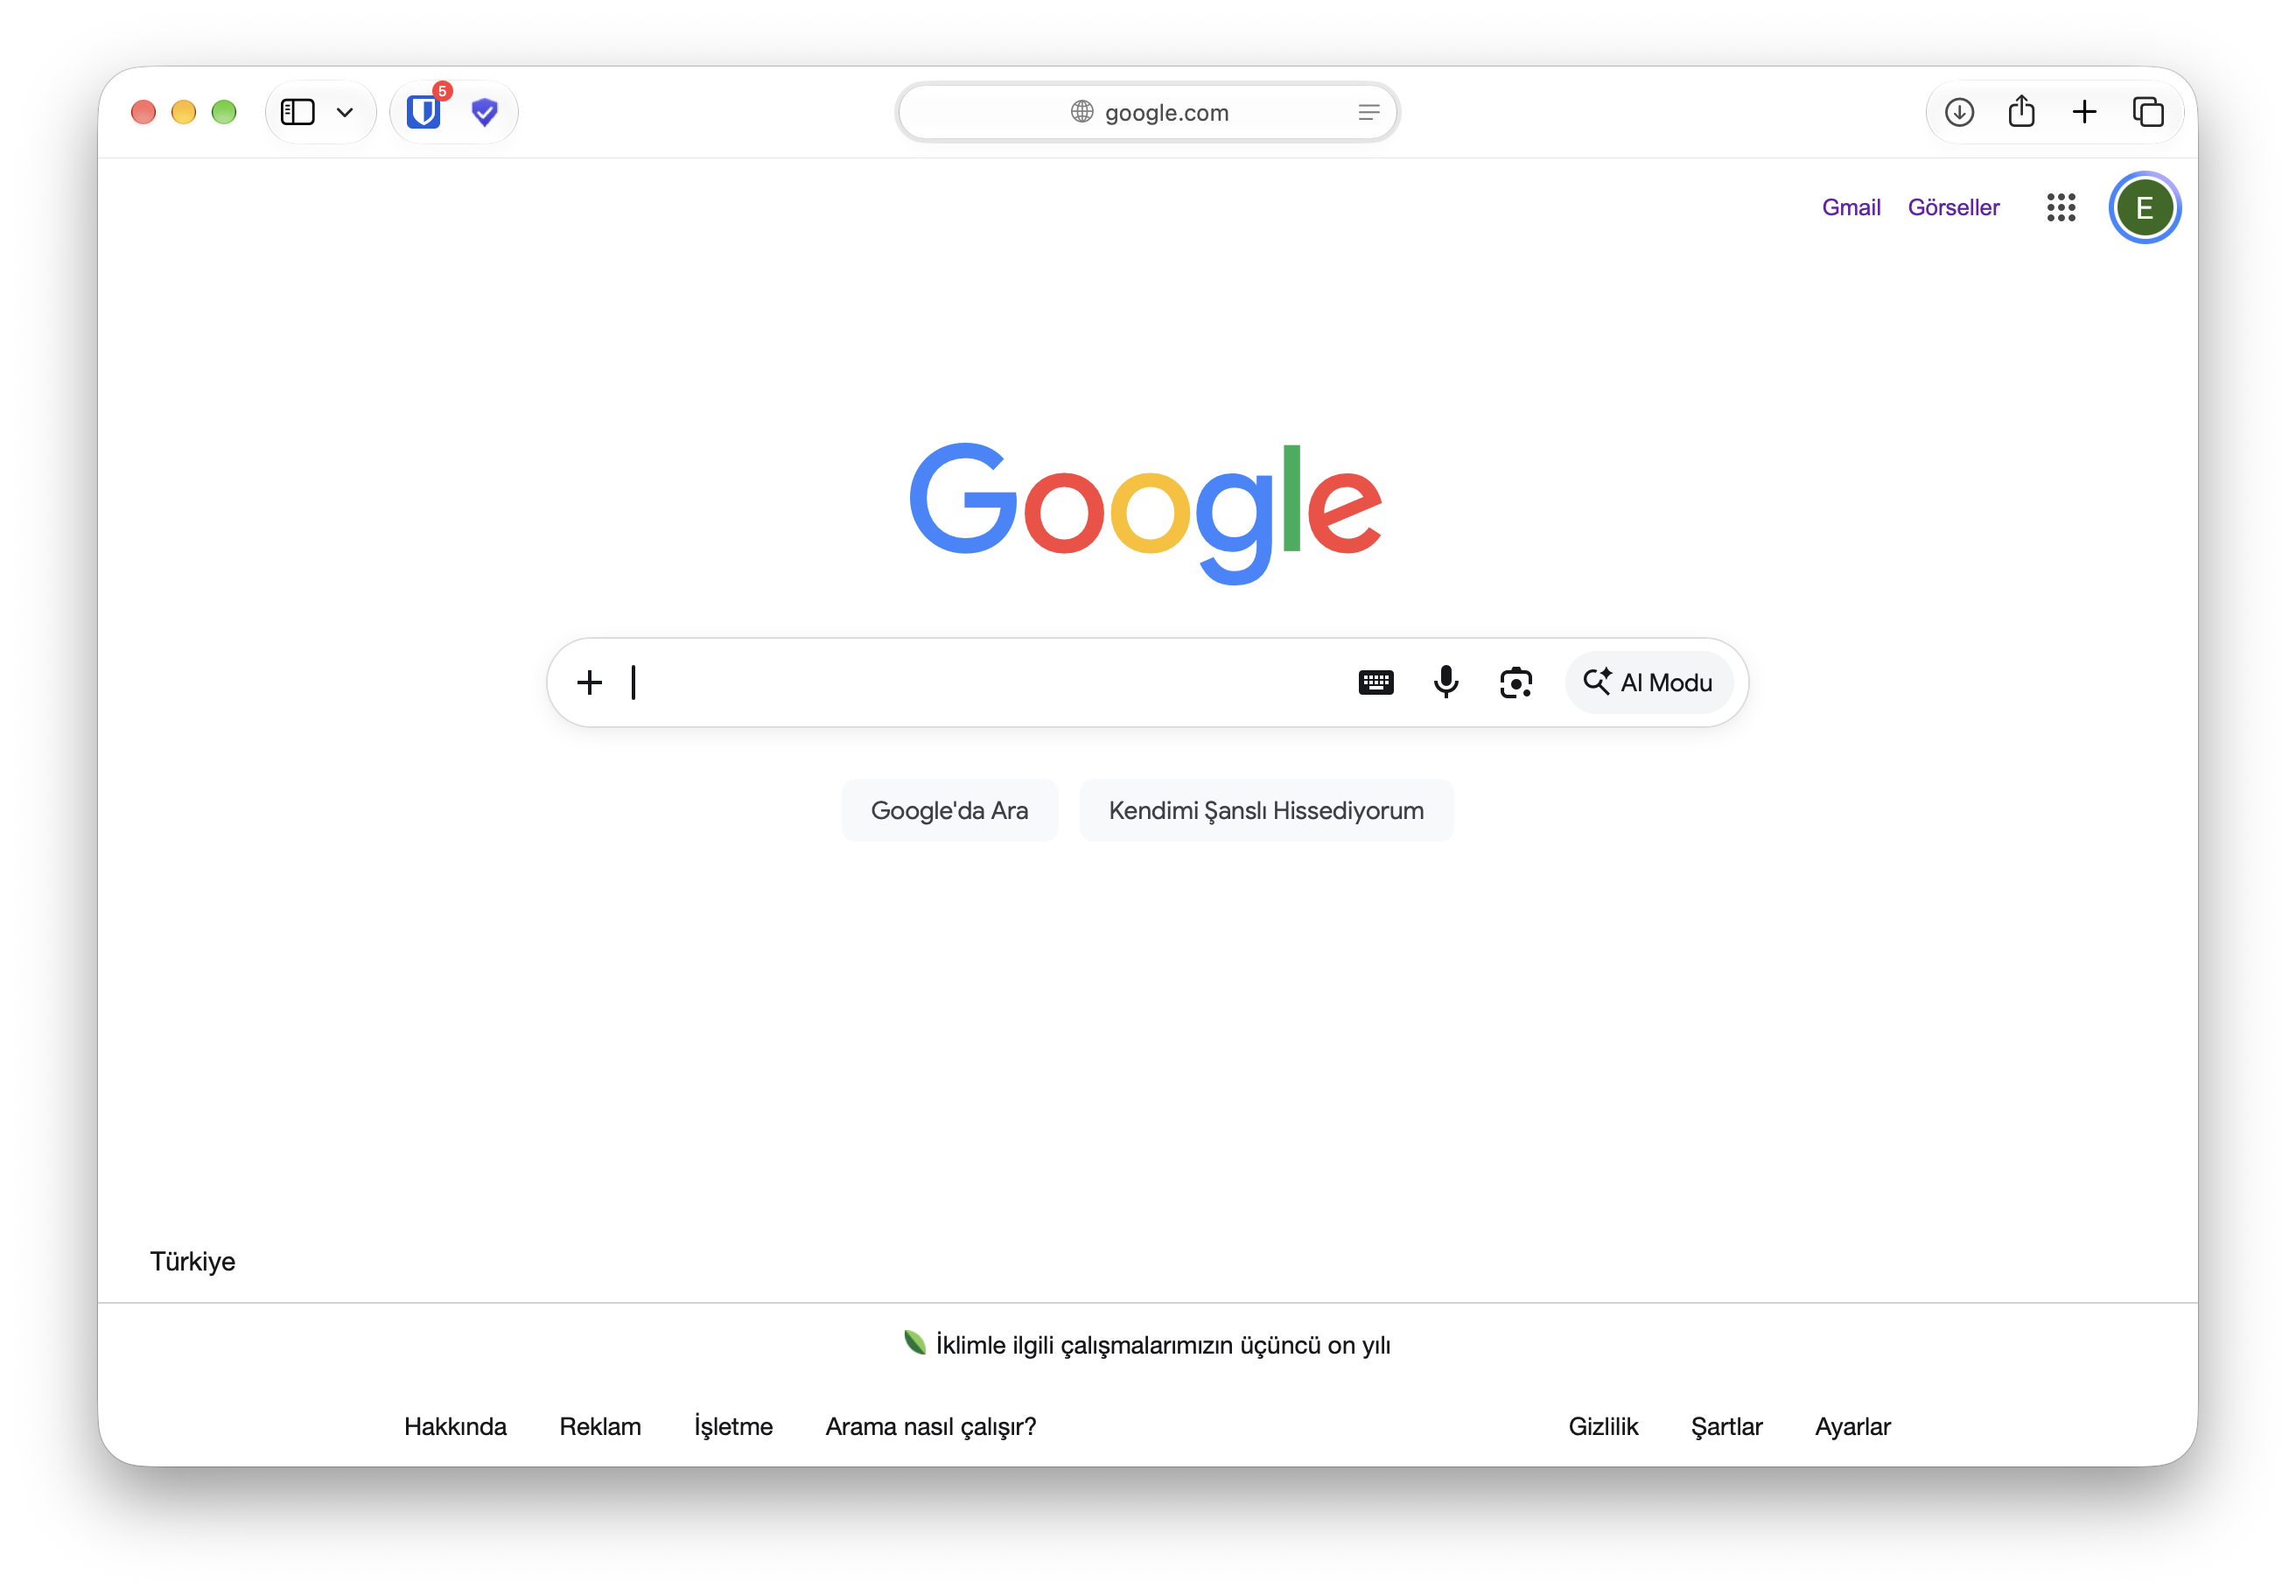 5
google.com
Gmail Görseller E
Google
AI Modu
Google'da Ara Kendimi Şanslı Hissediyorum
Türkiye
İklimle ilgili çalışmalarımızın üçüncü on yılı
Hakkında Reklam İşletme Arama nasıl çalışır? Gizlilik Şartlar Ayarlar